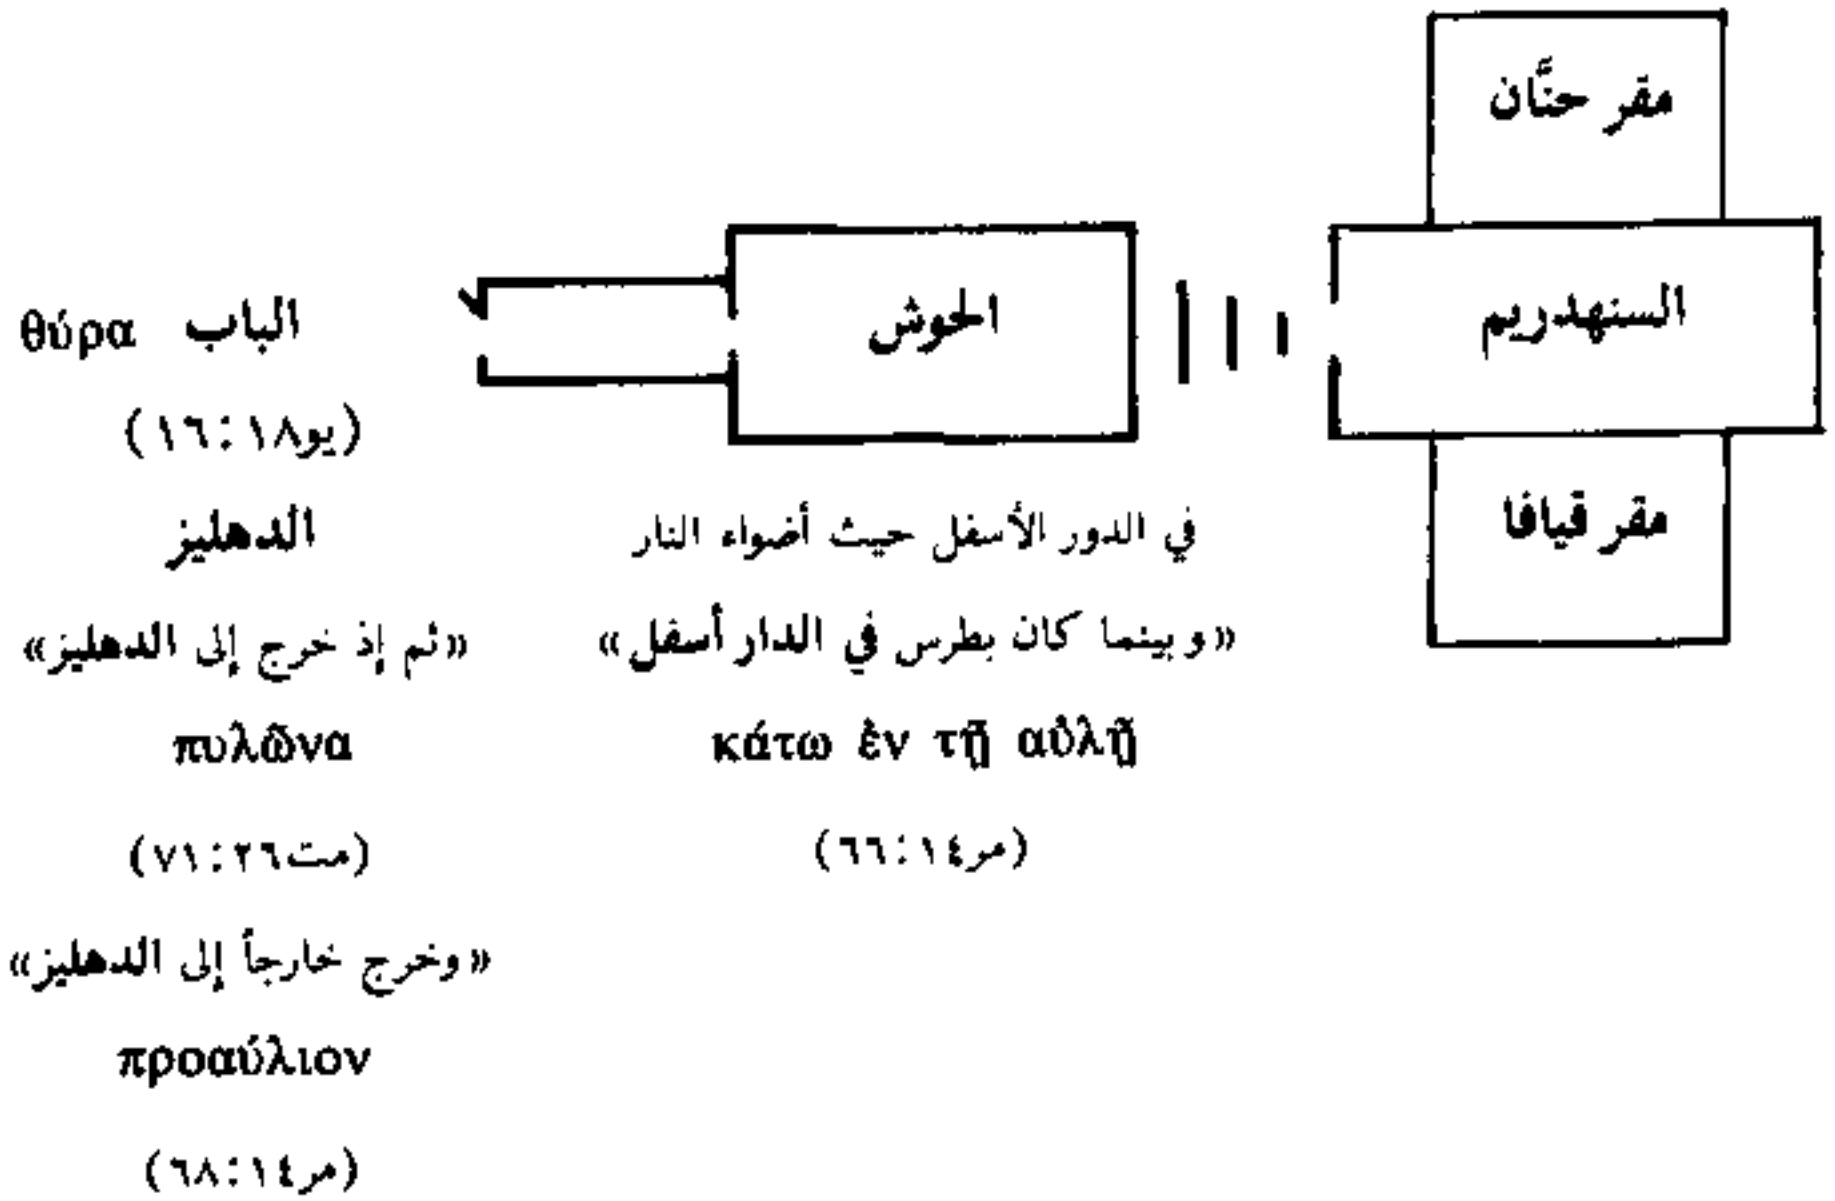 مقر حنَّان
السنهدريم
مقر قيافا
الحوش
في الدور الأسفل حيث أضواء النار
«وبينما كان بطرس في الدار أسفل»
κάτω ἐν τῇ αὐλῇ
(مر١٤:٦٦)
الباب θύρα
(يو١٨:١٦)
الدهليز
«ثم إذ خرج إلى الدهليز»
πυλῶνα
(مت٢٦:٧١)
«وخرج خارجاً إلى الدهليز»
προαύλιον
(مر١٤:٦٨)